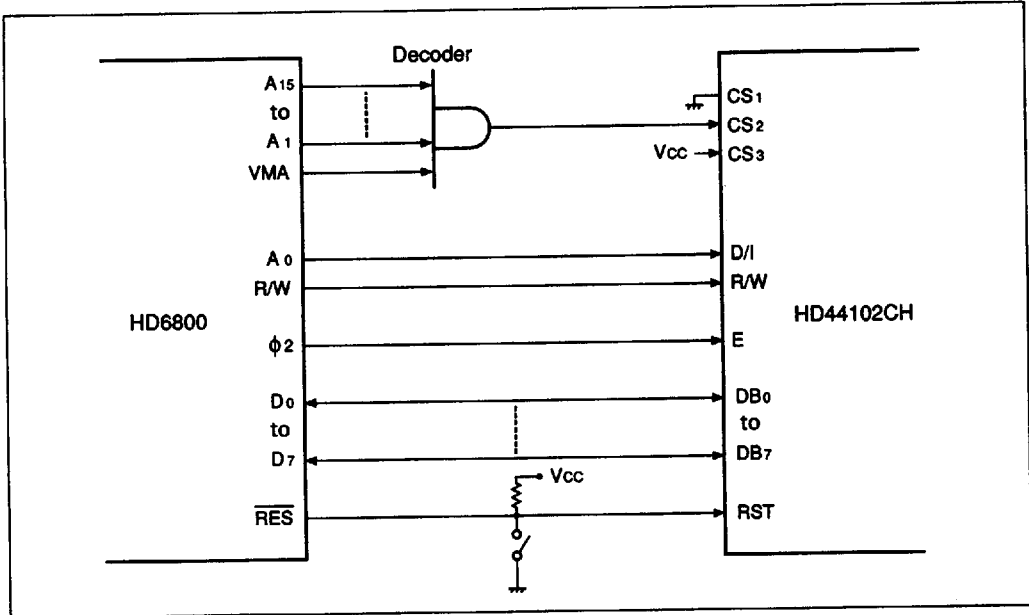 Decoder
A15
to
A1
VMA
CS1
CS2
Vcc
CS3
A0
R/W
D/I
R/W
HD6800
HD44102CH
ϕ2
E
D0
to
D7
DB0
to
DB7
Vcc
RES
RST